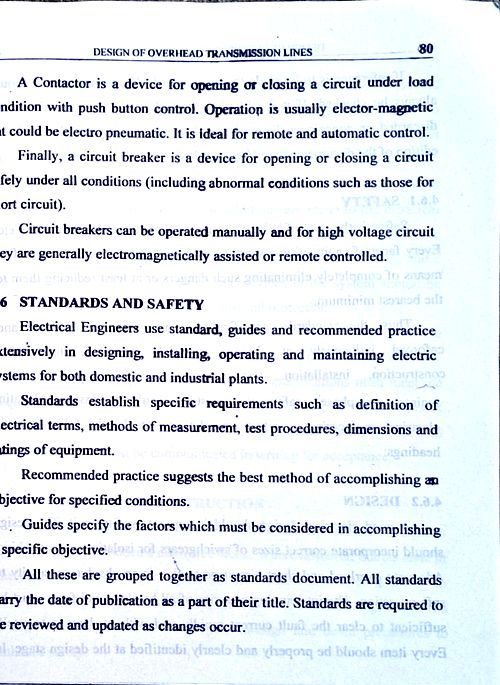 DESIGN OF OVERHEAD TRANSMISSION LINES 80
A Contactor is a device for opening or closing a circuit under load
ndition with push button control. Operation is usually elector-magnetic
t could be electro pneumatic. It is ideal for remote and automatic control.
Finally, a circuit breaker is a device for opening or closing a circuit
fely under all conditions (including abnormal conditions such as those for
ort circuit).
Circuit breakers can be operated manually and for high voltage circuit
ey are generally electromagnetically assisted or remote controlled.
6 STANDARDS AND SAFETY
Electrical Engineers use standard, guides and recommended practice
xtensively in designing, installing, operating and maintaining electric
ystems for both domestic and industrial plants.
Standards establish specific requirements such as definition of
ectrical terms, methods of measurement, test procedures, dimensions and
tings of equipment.
Recommended practice suggests the best method of accomplishing an
bjective for specified conditions.
Guides specify the factors which must be considered in accomplishing
specific objective.
All these are grouped together as standards document. All standards
arry the date of publication as a part of their title. Standards are required to
e reviewed and updated as changes occur.